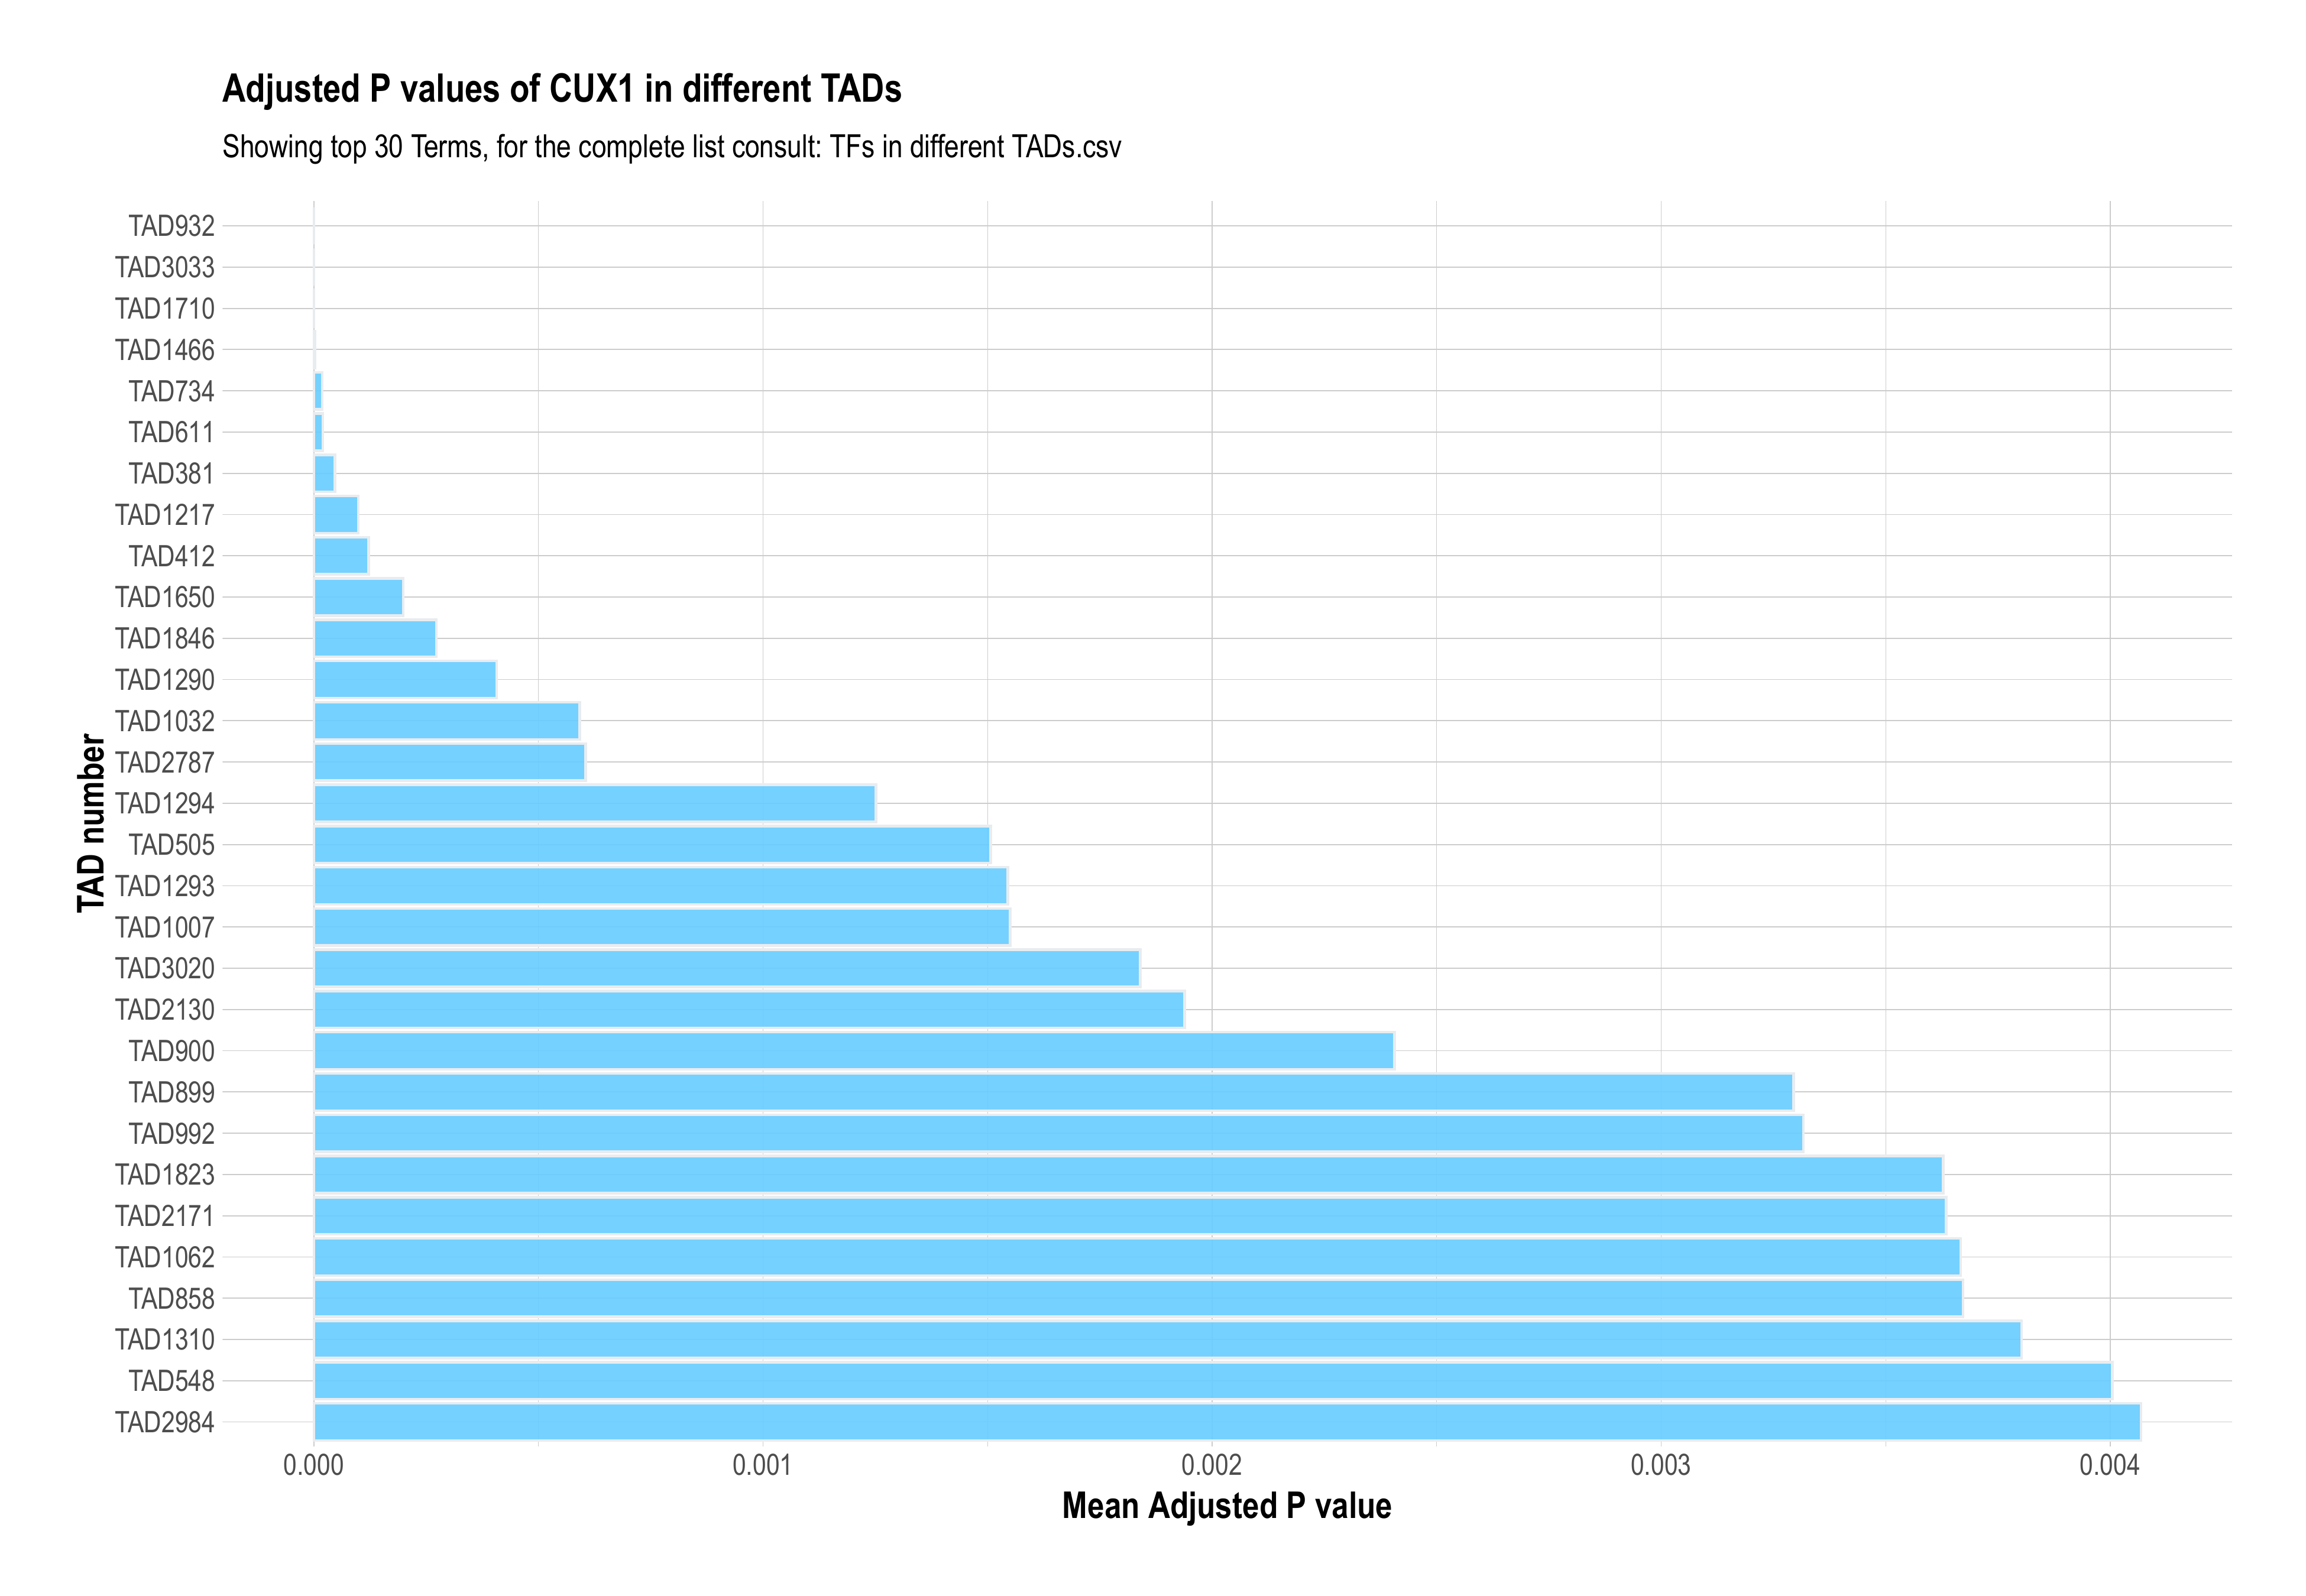 Adjusted P values of CUX1 in different TADs
Showing top 30 Terms, for the complete list consult: TFs in different TADs.csv
TAD932
TAD3033
TAD1710
TAD1466
TAD734
TAD611
TAD381
TAD1217
TAD412
TAD1650
TAD1846
TAD1290
TAD1032
TAD2787
TAD1294
TAD505
TAD1293
TAD1007
TAD3020
TAD2130
TAD900
TAD899
TAD992
TAD1823
TAD2171
TAD1062
TAD858
TAD1310
TAD548
TAD2984
TAD number
0.000 0.001 0.002 0.003 0.004
Mean Adjusted P value